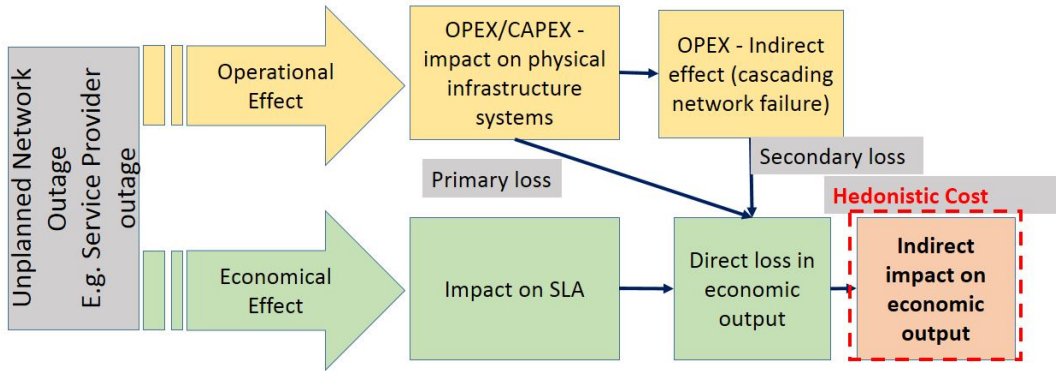 Unplanned Network
Outage
E.g. Service Provider
outage
Operational
Effect
OPEX/CAPEX -
impact on physical
infrastructure
systems
OPEX - Indirect
effect (cascading
network failure)
Primary loss
Secondary loss
Hedonistic Cost
Economical
Effect
Impact on SLA
Direct loss in
economic
output
Indirect
impact on
economic
output